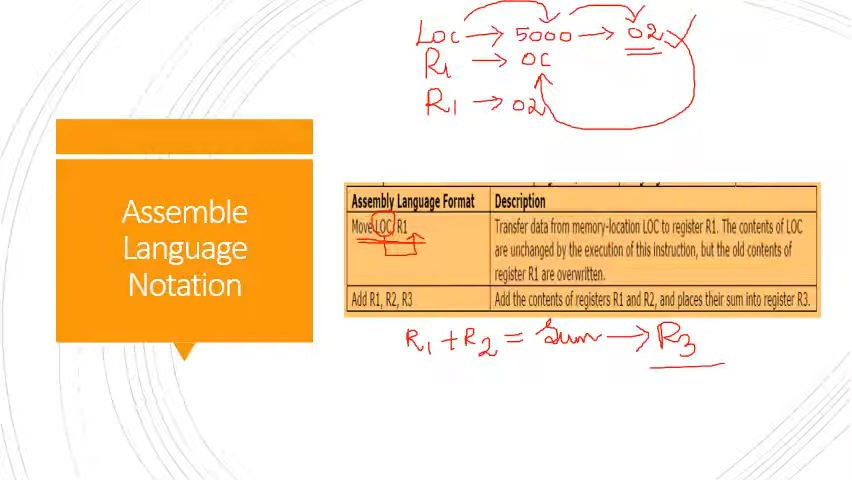 LOC → 5000 → 02
R1 → 0C
R1 → 02
Assemble
Language
Notation
Assembly Language Format
Description
Move LOC, R1
Transfer data from memory-location LOC to register R1. The contents of LOC
are unchanged by the execution of this instruction, but the old contents of
register R1 are overwritten.
Add R1, R2, R3
Add the contents of registers R1 and R2, and places their sum into register R3.
R1 + R2 = Sum → R3